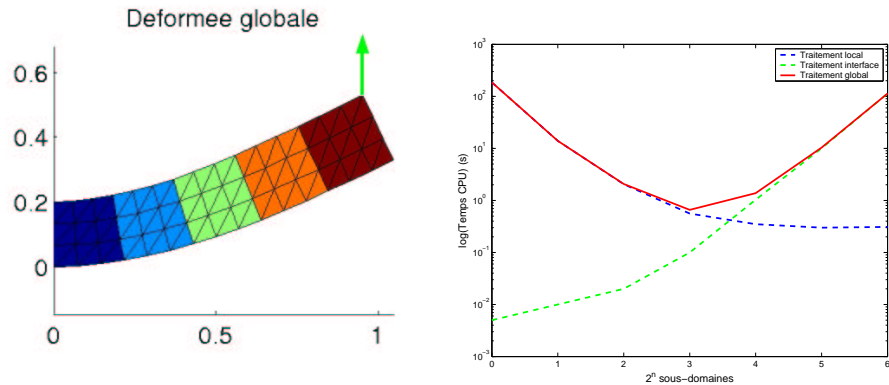 Deformee globale
0.6
0.4
0.2
0
0
0.5
1
10^3
10^2
10^1
10^0
10^-1
10^-2
10^-3
log(Temps CPU) (s)
Traitement local
Traitement interface
Traitement global
0 1 2 3 4 5 6
2^n sous-domaines